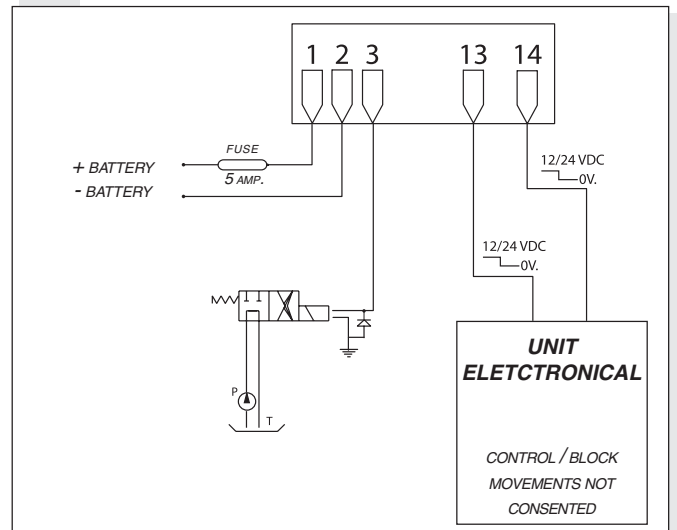 1 2 3 13 14
FUSE
+ BATTERY
5 AMP.
- BATTERY
12/24 VDC
0V.
12/24 VDC
0V.
P
T
UNIT
ELETCTRONICAL
CONTROL / BLOCK
MOVEMENTS NOT
CONSENTED